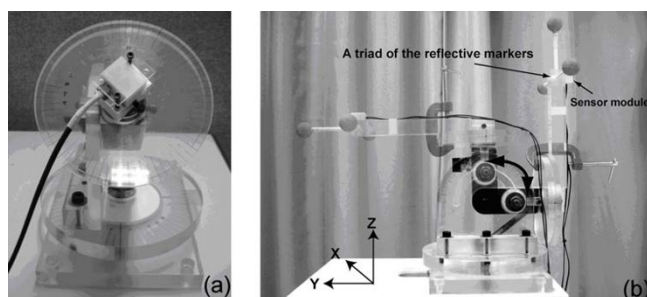 (a)
A triad of the reflective markers
Sensor module
Z
X
Y
(b)